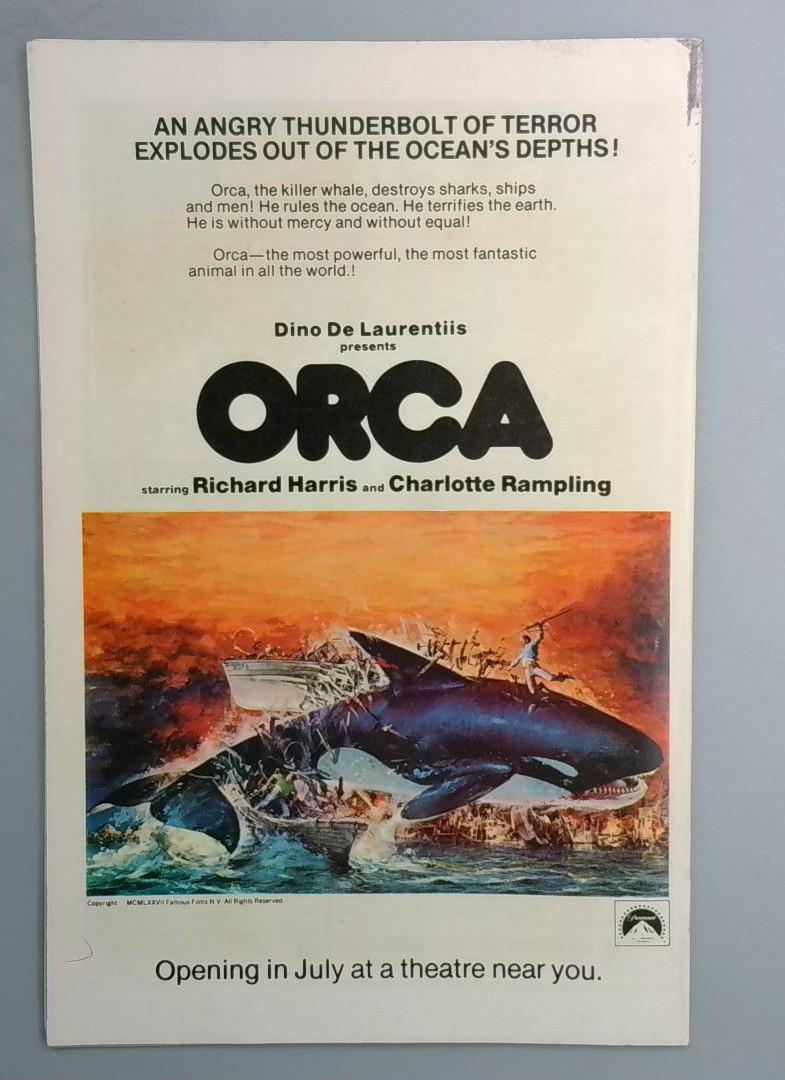 AN ANGRY THUNDERBOLT OF TERROR
EXPLODES OUT OF THE OCEAN'S DEPTHS!
Orca, the killer whale, destroys sharks, ships
and men! He rules the ocean. He terrifies the earth.
He is without mercy and without equal!
Orca—the most powerful, the most fantastic
animal in all the world.!
Dino De Laurentiis
presents
ORCA
starring Richard Harris and Charlotte Rampling
Copyright MCMLXXVII Famous Films N.V. All Rights Reserved
Paramount
Opening in July at a theatre near you.